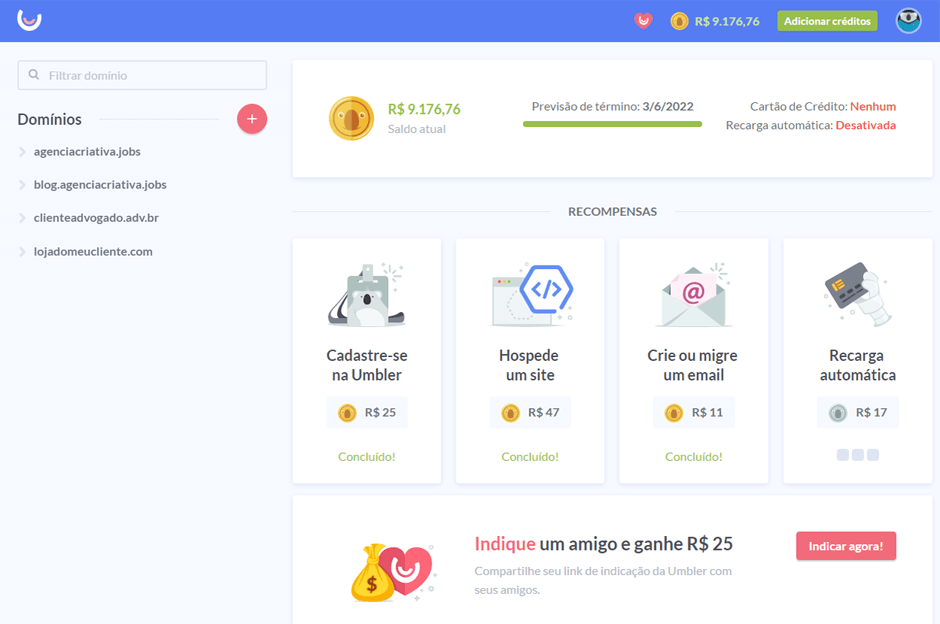 R$ 9.176,76
Adicionar créditos
Filtrar domínio
Domínios
agenciacriativa.jobs
blog.agenciacriativa.jobs
clienteadvogado.adv.br
lojadomeucliente.com
R$ 9.176,76
Saldo atual
Previsão de término: 3/6/2022
Cartão de Crédito: Nenhum
Recarga automática: Desativada
RECOMPENSAS
Cadastre-se
na Umbler
R$ 25
Concluído!
Hospede
um site
R$ 47
Concluído!
Crie ou migre
um email
R$ 11
Concluído!
Recarga
automática
R$ 17
Indique um amigo e ganhe R$ 25
Compartilhe seu link de indicação da Umbler com
seus amigos.
Indicar agora!